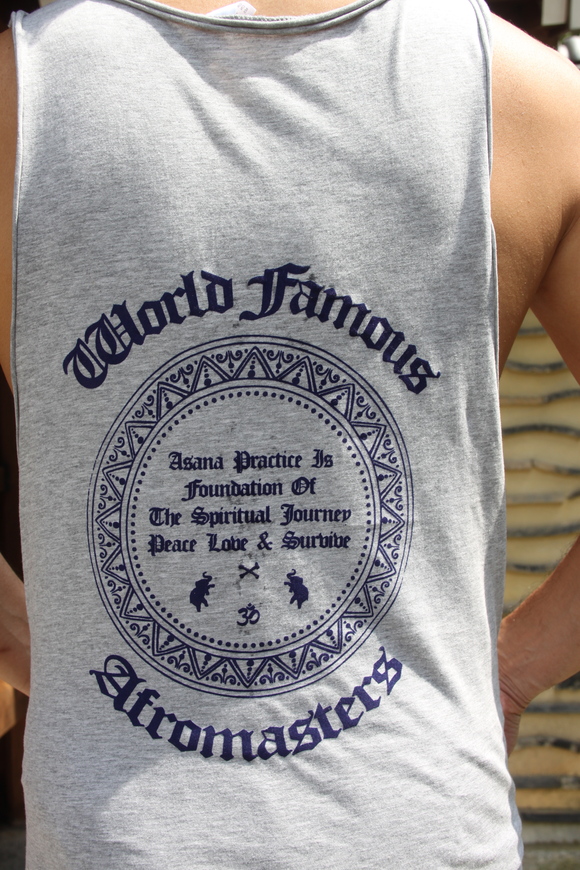 World Famous
Asana Practice Is
Foundation Of
The Spiritual Journey
Peace Love & Survive
ॐ
Afromasters